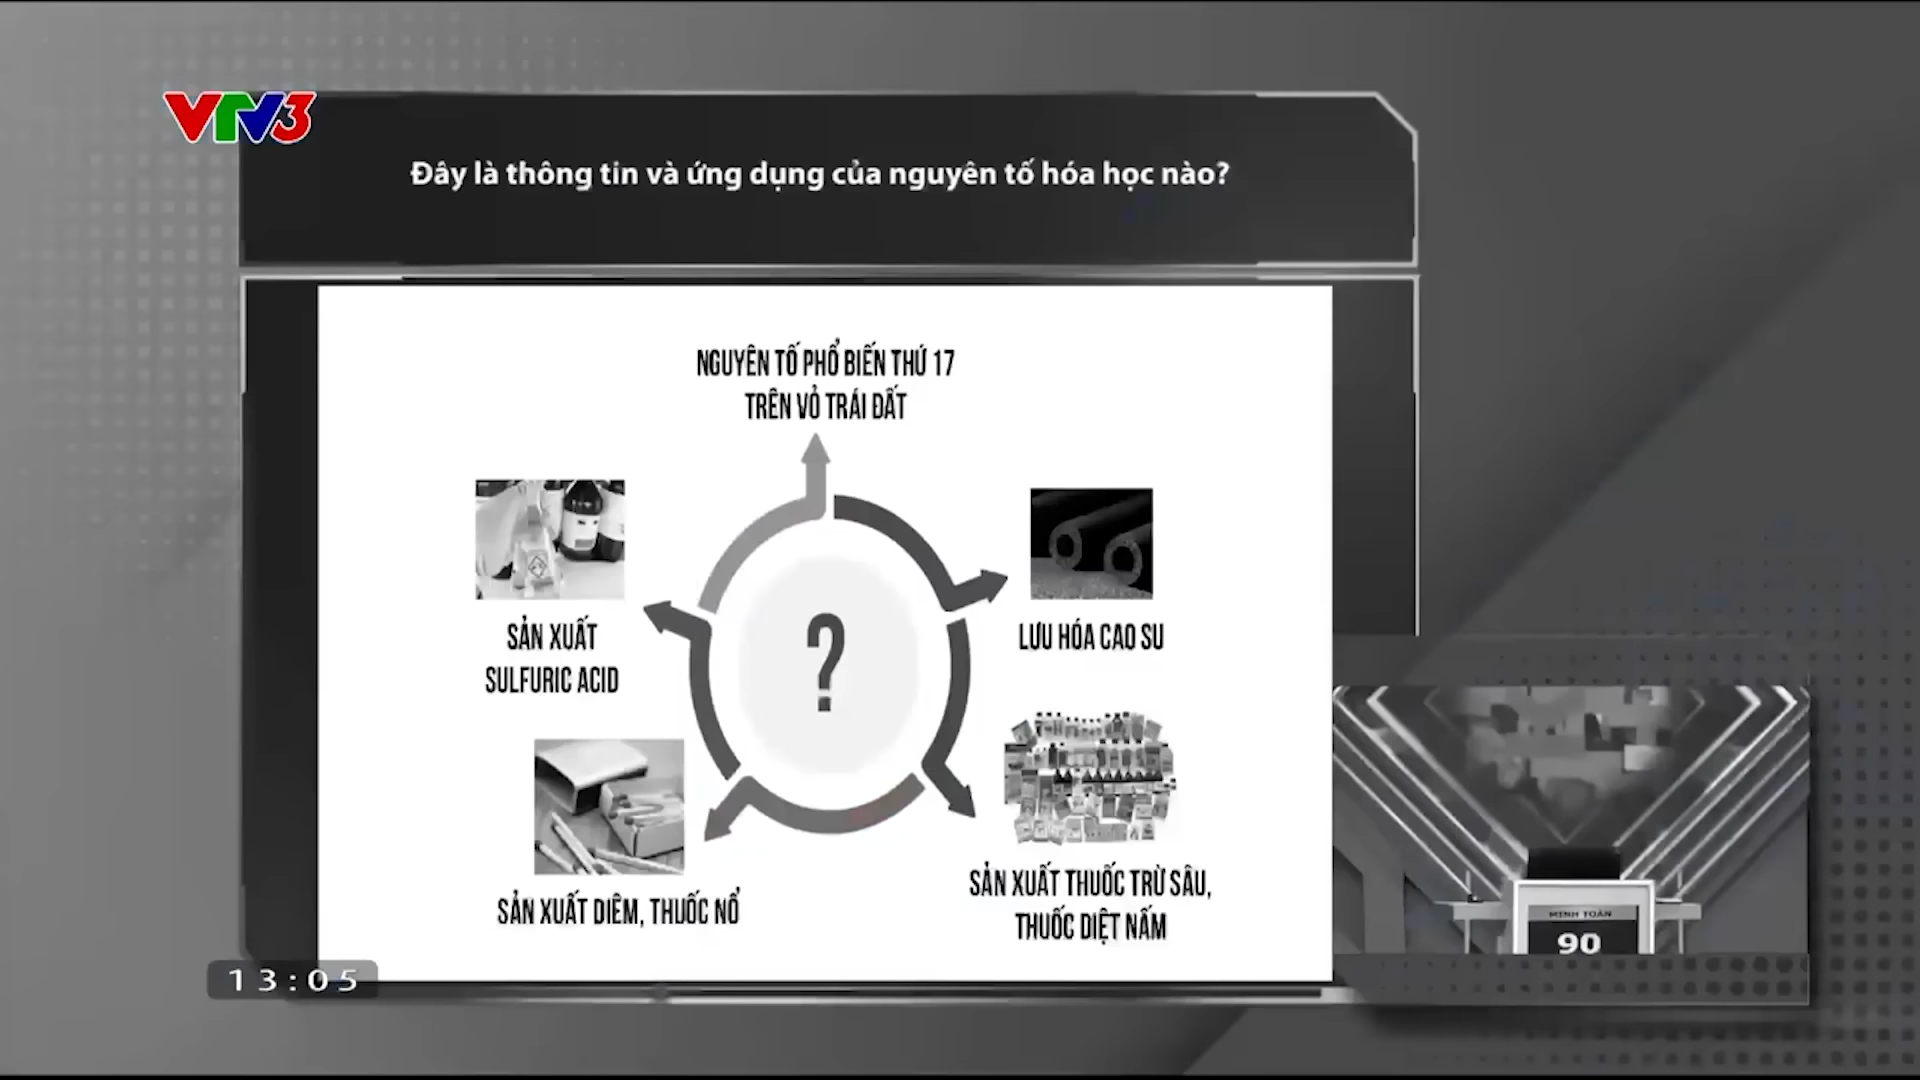 VTV3
Đây là thông tin và ứng dụng của nguyên tố hóa học nào?
NGUYÊN TỐ PHỔ BIẾN THỨ 17
TRÊN VỎ TRÁI ĐẤT
SẢN XUẤT
SULFURIC ACID
LƯU HÓA CAO SU
?
SẢN XUẤT DIÊM, THUỐC NỔ
SẢN XUẤT THUỐC TRỪ SÂU,
THUỐC DIỆT NẤM
MINH TOÀN
90
13:05